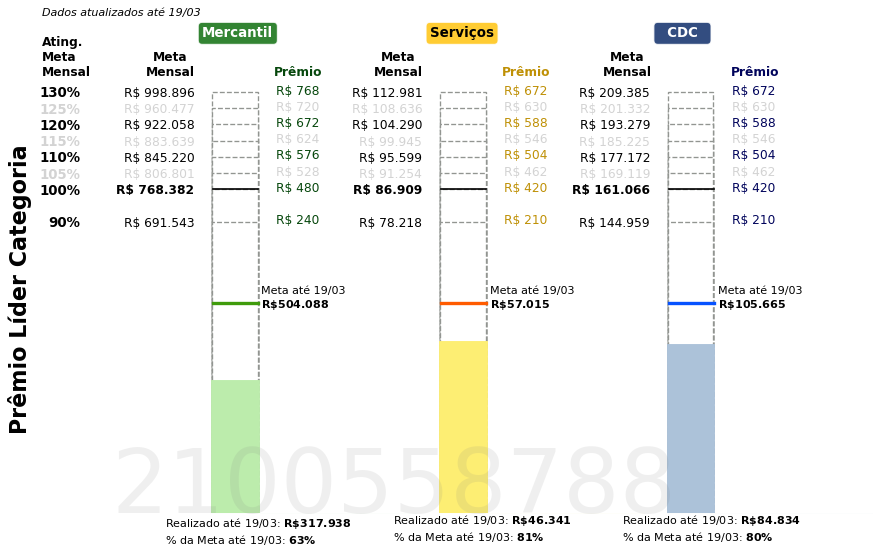 Dados atualizados até 19/03
Mercantil Serviços CDC
Ating. Meta Mensal
Meta Mensal Prêmio Meta Mensal Prêmio Meta Mensal Prêmio
130% R$ 998.896 R$ 768 R$ 112.981 R$ 672 R$ 209.385 R$ 672
125% R$ 960.477 R$ 720 R$ 108.636 R$ 630 R$ 201.332 R$ 630
120% R$ 922.058 R$ 672 R$ 104.290 R$ 588 R$ 193.279 R$ 588
115% R$ 883.639 R$ 624 R$ 99.945 R$ 546 R$ 185.225 R$ 546
110% R$ 845.220 R$ 576 R$ 95.599 R$ 504 R$ 177.172 R$ 504
105% R$ 806.801 R$ 528 R$ 91.254 R$ 462 R$ 169.119 R$ 462
100% R$ 768.382 R$ 480 R$ 86.909 R$ 420 R$ 161.066 R$ 420
90% R$ 691.543 R$ 240 R$ 78.218 R$ 210 R$ 144.959 R$ 210
Prêmio Líder Categoria
Meta até 19/03 Meta até 19/03 Meta até 19/03
R$504.088 R$57.015 R$105.665
2100558788
Realizado até 19/03: R$317.938 Realizado até 19/03: R$46.341 Realizado até 19/03: R$84.834
% da Meta até 19/03: 63% % da Meta até 19/03: 81% % da Meta até 19/03: 80%